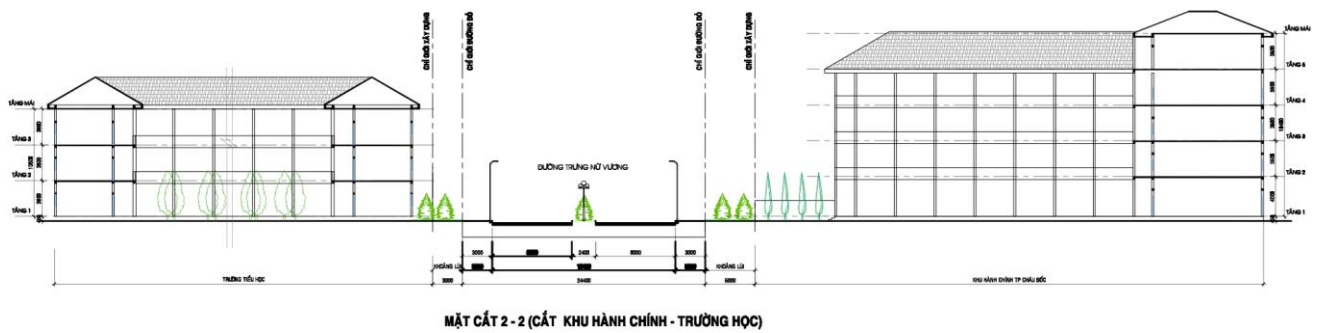 CHỈ GIỚI XÂY DỰNG
CHỈ GIỚI ĐƯỜNG ĐỎ
CHỈ GIỚI ĐƯỜNG ĐỎ
CHỈ GIỚI XÂY DỰNG
TẦNG MÁI
TẦNG 3
TẦNG 2
TẦNG 1
ĐƯỜNG TRƯNG NỮ VƯƠNG
TẦNG MÁI
TẦNG 5
TẦNG 4
TẦNG 3
TẦNG 2
TẦNG 1
3000
2400
8000
3000
TRƯỜNG TIỂU HỌC
KHOẢNG LÙI
3000
24400
KHOẢNG LÙI
5000
KHU HÀNH CHÍNH TP CHÂU ĐỐC
MẶT CẮT 2 - 2 (CẮT KHU HÀNH CHÍNH - TRƯỜNG HỌC)